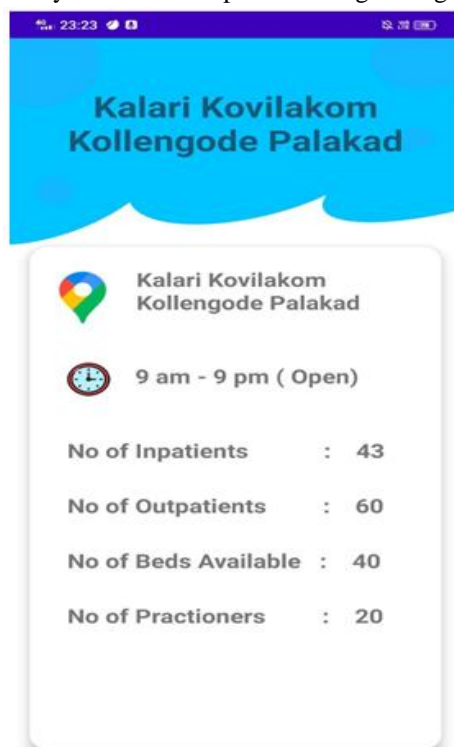 23:23
Kalari Kovilakom
Kollengode Palakad
Kalari Kovilakom
Kollengode Palakad
9 am - 9 pm ( Open)
No of Inpatients : 43
No of Outpatients : 60
No of Beds Available : 40
No of Practioners : 20